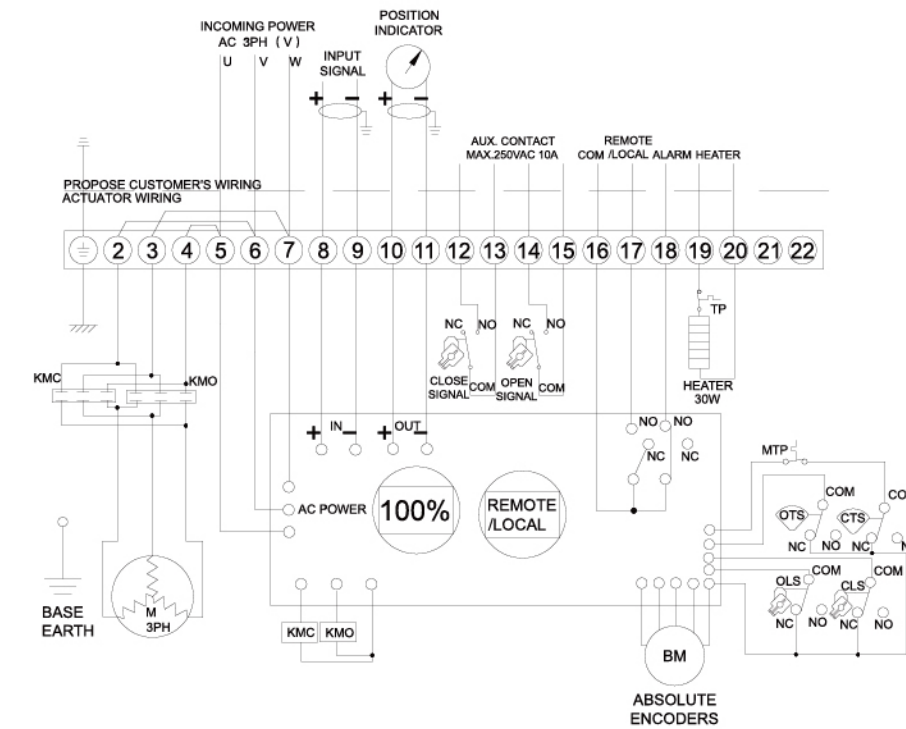 POSITION
INDICATOR
INCOMING POWER
AC 3PH (V)
U V W
INPUT
SIGNAL
+ − + −
AUX. CONTACT
MAX.250VAC 10A
REMOTE
COM /LOCAL ALARM HEATER
PROPOSE CUSTOMER'S WIRING
ACTUATOR WIRING
2 3 4 5 6 7 8 9 10 11 12 13 14 15 16 17 18 19 20 21 22
TP
NC NO NC NO
KMC KMO
CLOSE
SIGNAL COM
OPEN
SIGNAL COM
HEATER
30W
+ IN − + OUT −
NO NO
NC NC
MTP
AC POWER
100%
REMOTE
/LOCAL
COM
OTS CTS
NC NO NC
COM COM
OLS CLS
NC NO NC NO
BASE
EARTH
M
3PH
KMC KMO
BM
ABSOLUTE
ENCODERS